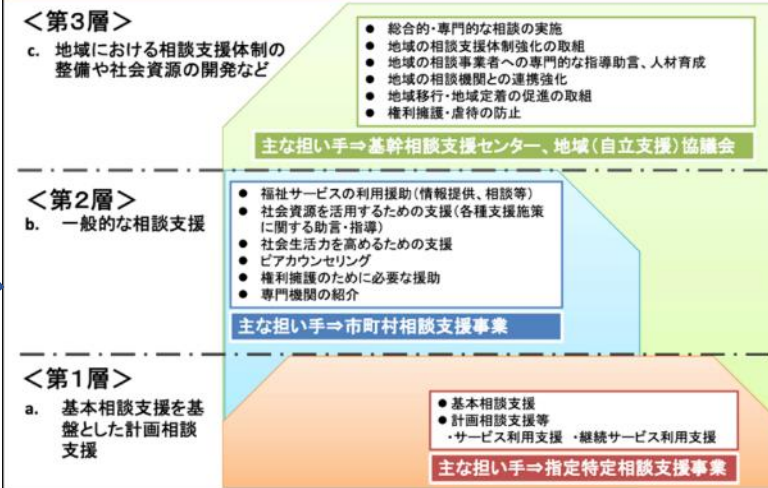 ＜第３層＞
c. 地域における相談支援体制の
整備や社会資源の開発など
● 総合的・専門的な相談の実施
● 地域の相談支援体制強化の取組
● 地域の相談事業者への専門的な指導助言、人材育成
● 地域の相談機関との連携強化
● 地域移行・地域定着の促進の取組
● 権利擁護・虐待の防止
主な担い手⇒基幹相談支援センター、地域（自立支援）協議会
＜第２層＞
b. 一般的な相談支援
● 福祉サービスの利用援助（情報提供、相談等）
● 社会資源を活用するための支援（各種支援施策
に関する助言・指導）
● 社会生活力を高めるための支援
● ピアカウンセリング
● 権利擁護のために必要な援助
● 専門機関の紹介
主な担い手⇒市町村相談支援事業
＜第１層＞
a. 基本相談支援を基
盤とした計画相談
支援
● 基本相談支援
● 計画相談支援等
・サービス利用支援 ・継続サービス利用支援
主な担い手⇒指定特定相談支援事業